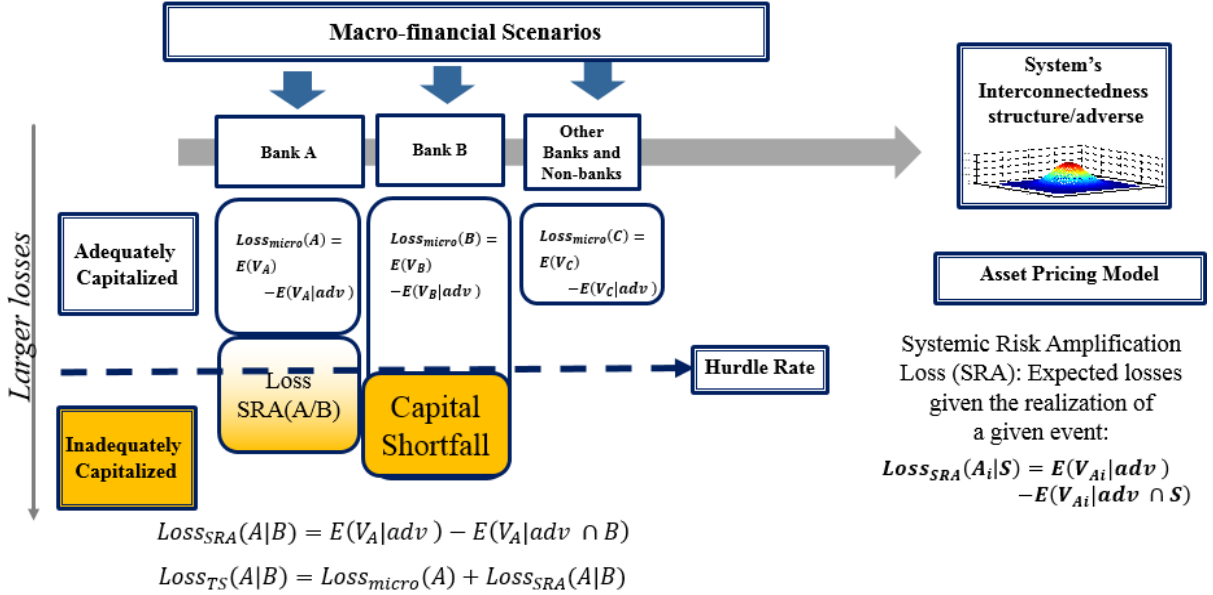 Macro-financial Scenarios
System's
Interconnectedness
structure/adverse
Bank A
Bank B
Other
Banks and
Non-banks
Larger losses
Adequately
Capitalized
Loss_micro(A) =
E(V_A)
−E(V_A|adv)
Loss_micro(B) =
E(V_B)
−E(V_B|adv)
Loss_micro(C) =
E(V_C)
−E(V_C|adv)
Asset Pricing Model
Hurdle Rate
Loss
SRA(A/B)
Capital
Shortfall
Inadequately
Capitalized
Systemic Risk Amplification
Loss (SRA): Expected losses
given the realization of
a given event:
Loss_SRA(A_i|S) = E(V_Ai|adv)
−E(V_Ai|adv ∩ S)
Loss_SRA(A|B) = E(V_A|adv) − E(V_A|adv ∩ B)
Loss_TS(A|B) = Loss_micro(A) + Loss_SRA(A|B)